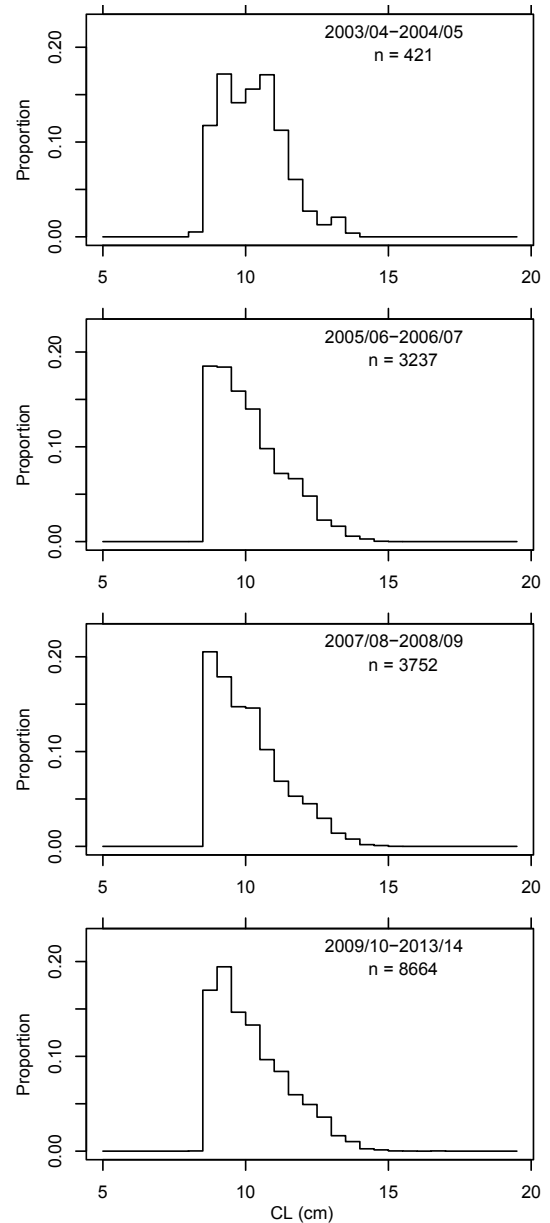 2003/04−2004/05
n = 421
Proportion
0.00 0.10 0.20
5 10 15 20
2005/06−2006/07
n = 3237
Proportion
0.00 0.10 0.20
5 10 15 20
2007/08−2008/09
n = 3752
Proportion
0.00 0.10 0.20
5 10 15 20
2009/10−2013/14
n = 8664
Proportion
0.00 0.10 0.20
5 10 15 20
CL (cm)